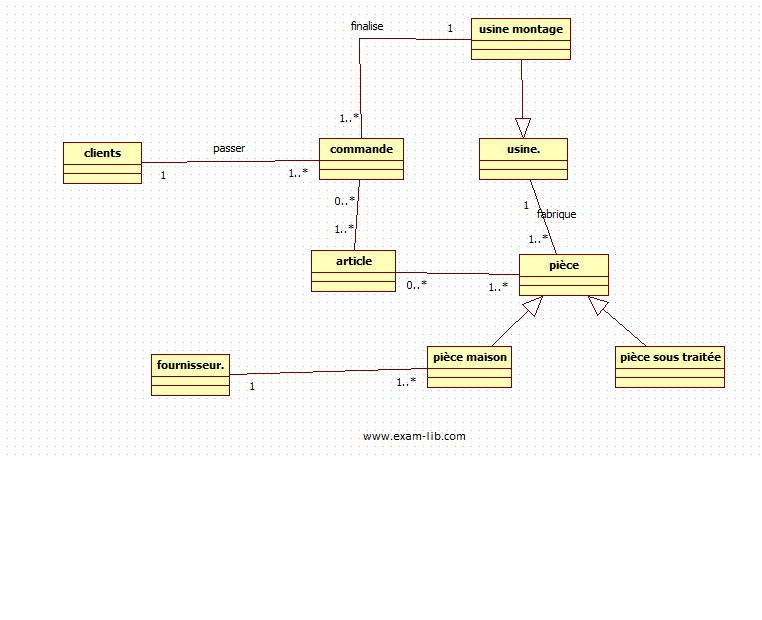 finalise
1
usine montage
1..*
clients
passer
commande
usine.
1
1..*
0..*
1
fabrique
1..*
1..*
article
pièce
0..*
1..*
fournisseur.
pièce maison
pièce sous traitée
1
1..*
www.exam-lib.com